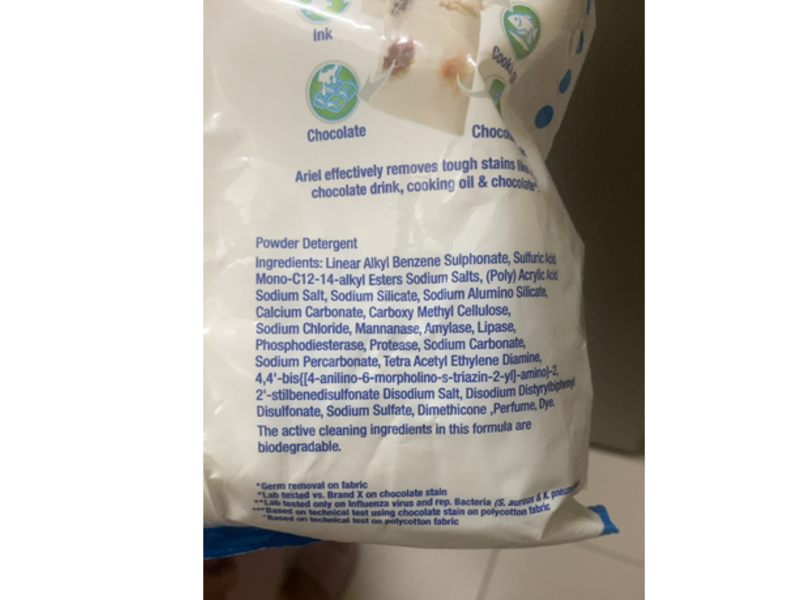 ink
Cooki
Chocolate
Choco
Ariel effectively removes tough stains like
chocolate drink, cooking oil & chocolate*.
Powder Detergent
Ingredients: Linear Alkyl Benzene Sulphonate, Sulfuric Acid
Mono-C12-14-alkyl Esters Sodium Salts, (Poly) Acrylic Acid
Sodium Salt, Sodium Silicate, Sodium Alumino Silicate,
Calcium Carbonate, Carboxy Methyl Cellulose,
Sodium Chloride, Mannanase, Amylase, Lipase,
Phosphodiesterase, Protease, Sodium Carbonate,
Sodium Percarbonate, Tetra Acetyl Ethylene Diamine,
4,4'-bis{[4-anilino-6-morpholino-s-triazin-2-yl]-amino}-2,
2'-stilbenedisulfonate Disodium Salt, Disodium Distyrylbiphenyl
Disulfonate, Sodium Sulfate, Dimethicone ,Perfume, Dye.
The active cleaning ingredients in this formula are
biodegradable.
*Germ removal on fabric
^Lab tested vs. Brand X on chocolate stain
**Lab tested only on Influenza virus and rep. Bacteria (S. aureus & K.
***Based on technical test using chocolate stain on polycotton fabric
*Based on technical test on polycotton fabric